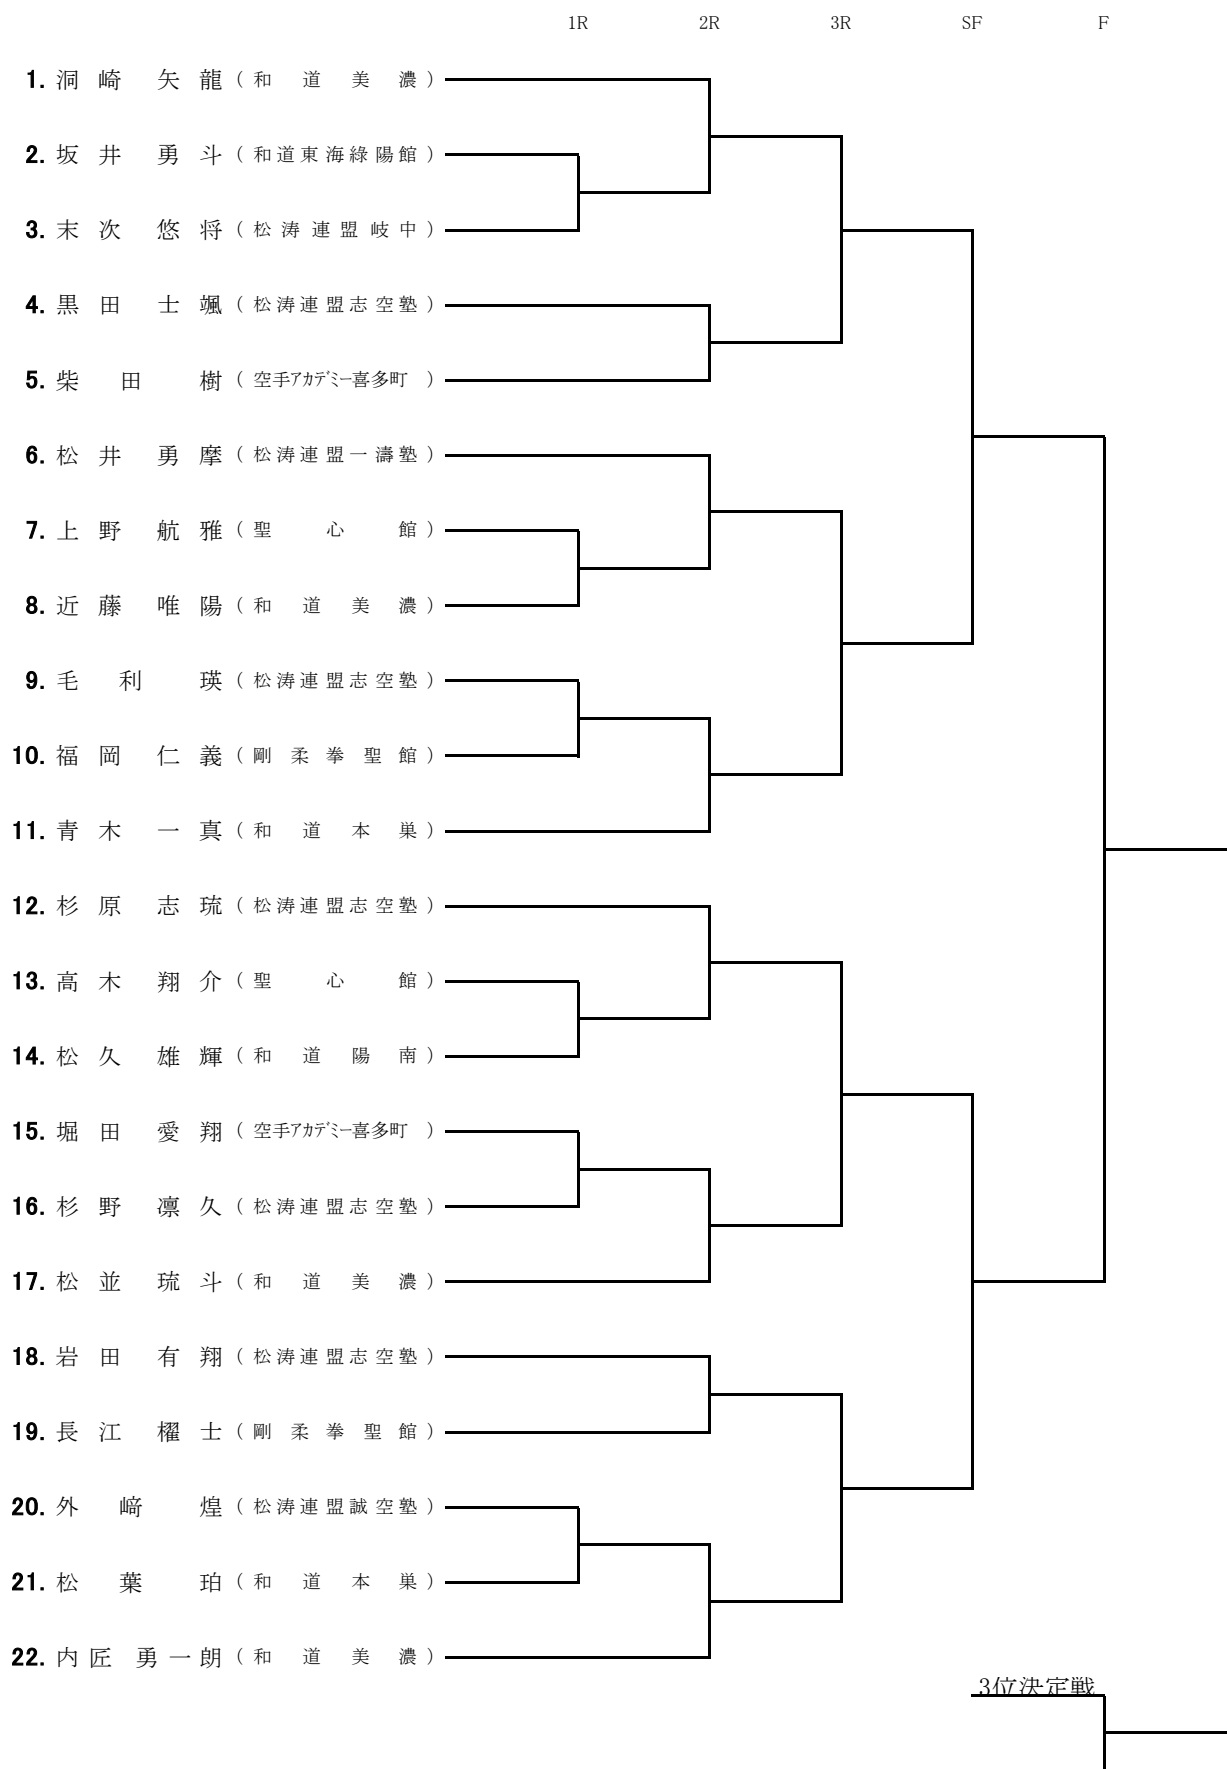 1R 2R 3R SF F
1. 洞崎 矢龍 (和道美濃)
2. 坂井 勇斗 (和道東海緑陽館)
3. 末次 悠将 (松涛連盟岐中)
4. 黒田 士颯 (松涛連盟志空塾)
5. 柴田 樹 (空手アカデミー喜多町)
6. 松井 勇摩 (松涛連盟一濤塾)
7. 上野 航雅 (聖心館)
8. 近藤 唯陽 (和道美濃)
9. 毛利 瑛 (松涛連盟志空塾)
10. 福岡 仁義 (剛柔拳聖館)
11. 青木 一真 (和道本巣)
12. 杉原 志琉 (松涛連盟志空塾)
13. 高木 翔介 (聖心館)
14. 松久 雄輝 (和道陽南)
15. 堀田 愛翔 (空手アカデミー喜多町)
16. 杉野 凛久 (松涛連盟志空塾)
17. 松並 琉斗 (和道美濃)
18. 岩田 有翔 (松涛連盟志空塾)
19. 長江 櫂士 (剛柔拳聖館)
20. 外﨑 煌 (松涛連盟誠空塾)
21. 松葉 珀 (和道本巣)
22. 内匠 勇一朗 (和道美濃)
3位決定戦